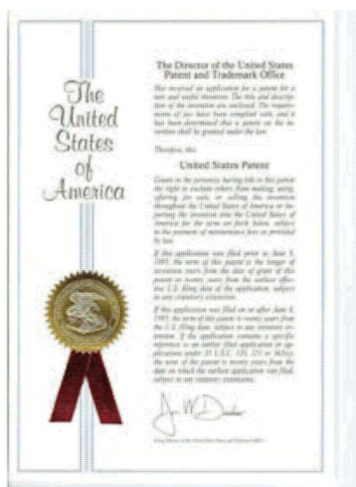 The
United
States
of
America
The Director of the United States
Patent and Trademark Office
Has received an application for a patent for a
new and useful invention. The title and descrip-
tion of the invention are enclosed. The require-
ments of law have been complied with, and it
has been determined that a patent on the in-
vention shall be granted under the law.
Therefore, this
United States Patent
Grants to the person(s) having title to this patent
the right to exclude others from making, using,
offering for sale, or selling the invention
throughout the United States of America or im-
porting the invention into the United States of
America for the term set forth below, subject
to the payment of maintenance fees as provided
by law.
If this application was filed prior to June 8,
1995, the term of this patent is the longer of
seventeen years from the date of grant of this
patent or twenty years from the earliest effec-
tive U.S. filing date of the application, subject
to any statutory extension.
If this application was filed on or after June 8,
1995, the term of this patent is twenty years from
the U.S. filing date, subject to any statutory ex-
tension. If the application contains a specific
reference to an earlier filed application or ap-
plications under 35 U.S.C. 120, 121 or 365(c),
the term of the patent is twenty years from the
date on which the earliest application was filed,
subject to any statutory extensions.